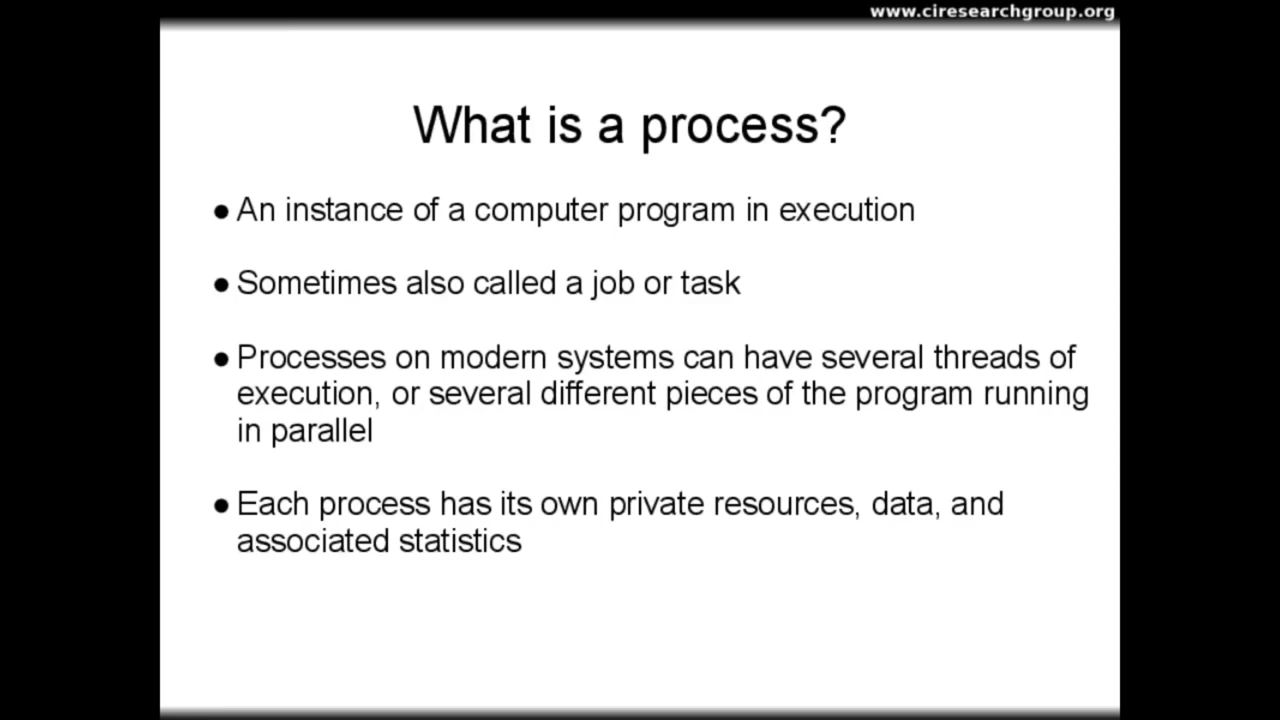 www.ciresearchgroup.org
What is a process?
● An instance of a computer program in execution
● Sometimes also called a job or task
● Processes on modern systems can have several threads of
execution, or several different pieces of the program running
in parallel
● Each process has its own private resources, data, and
associated statistics